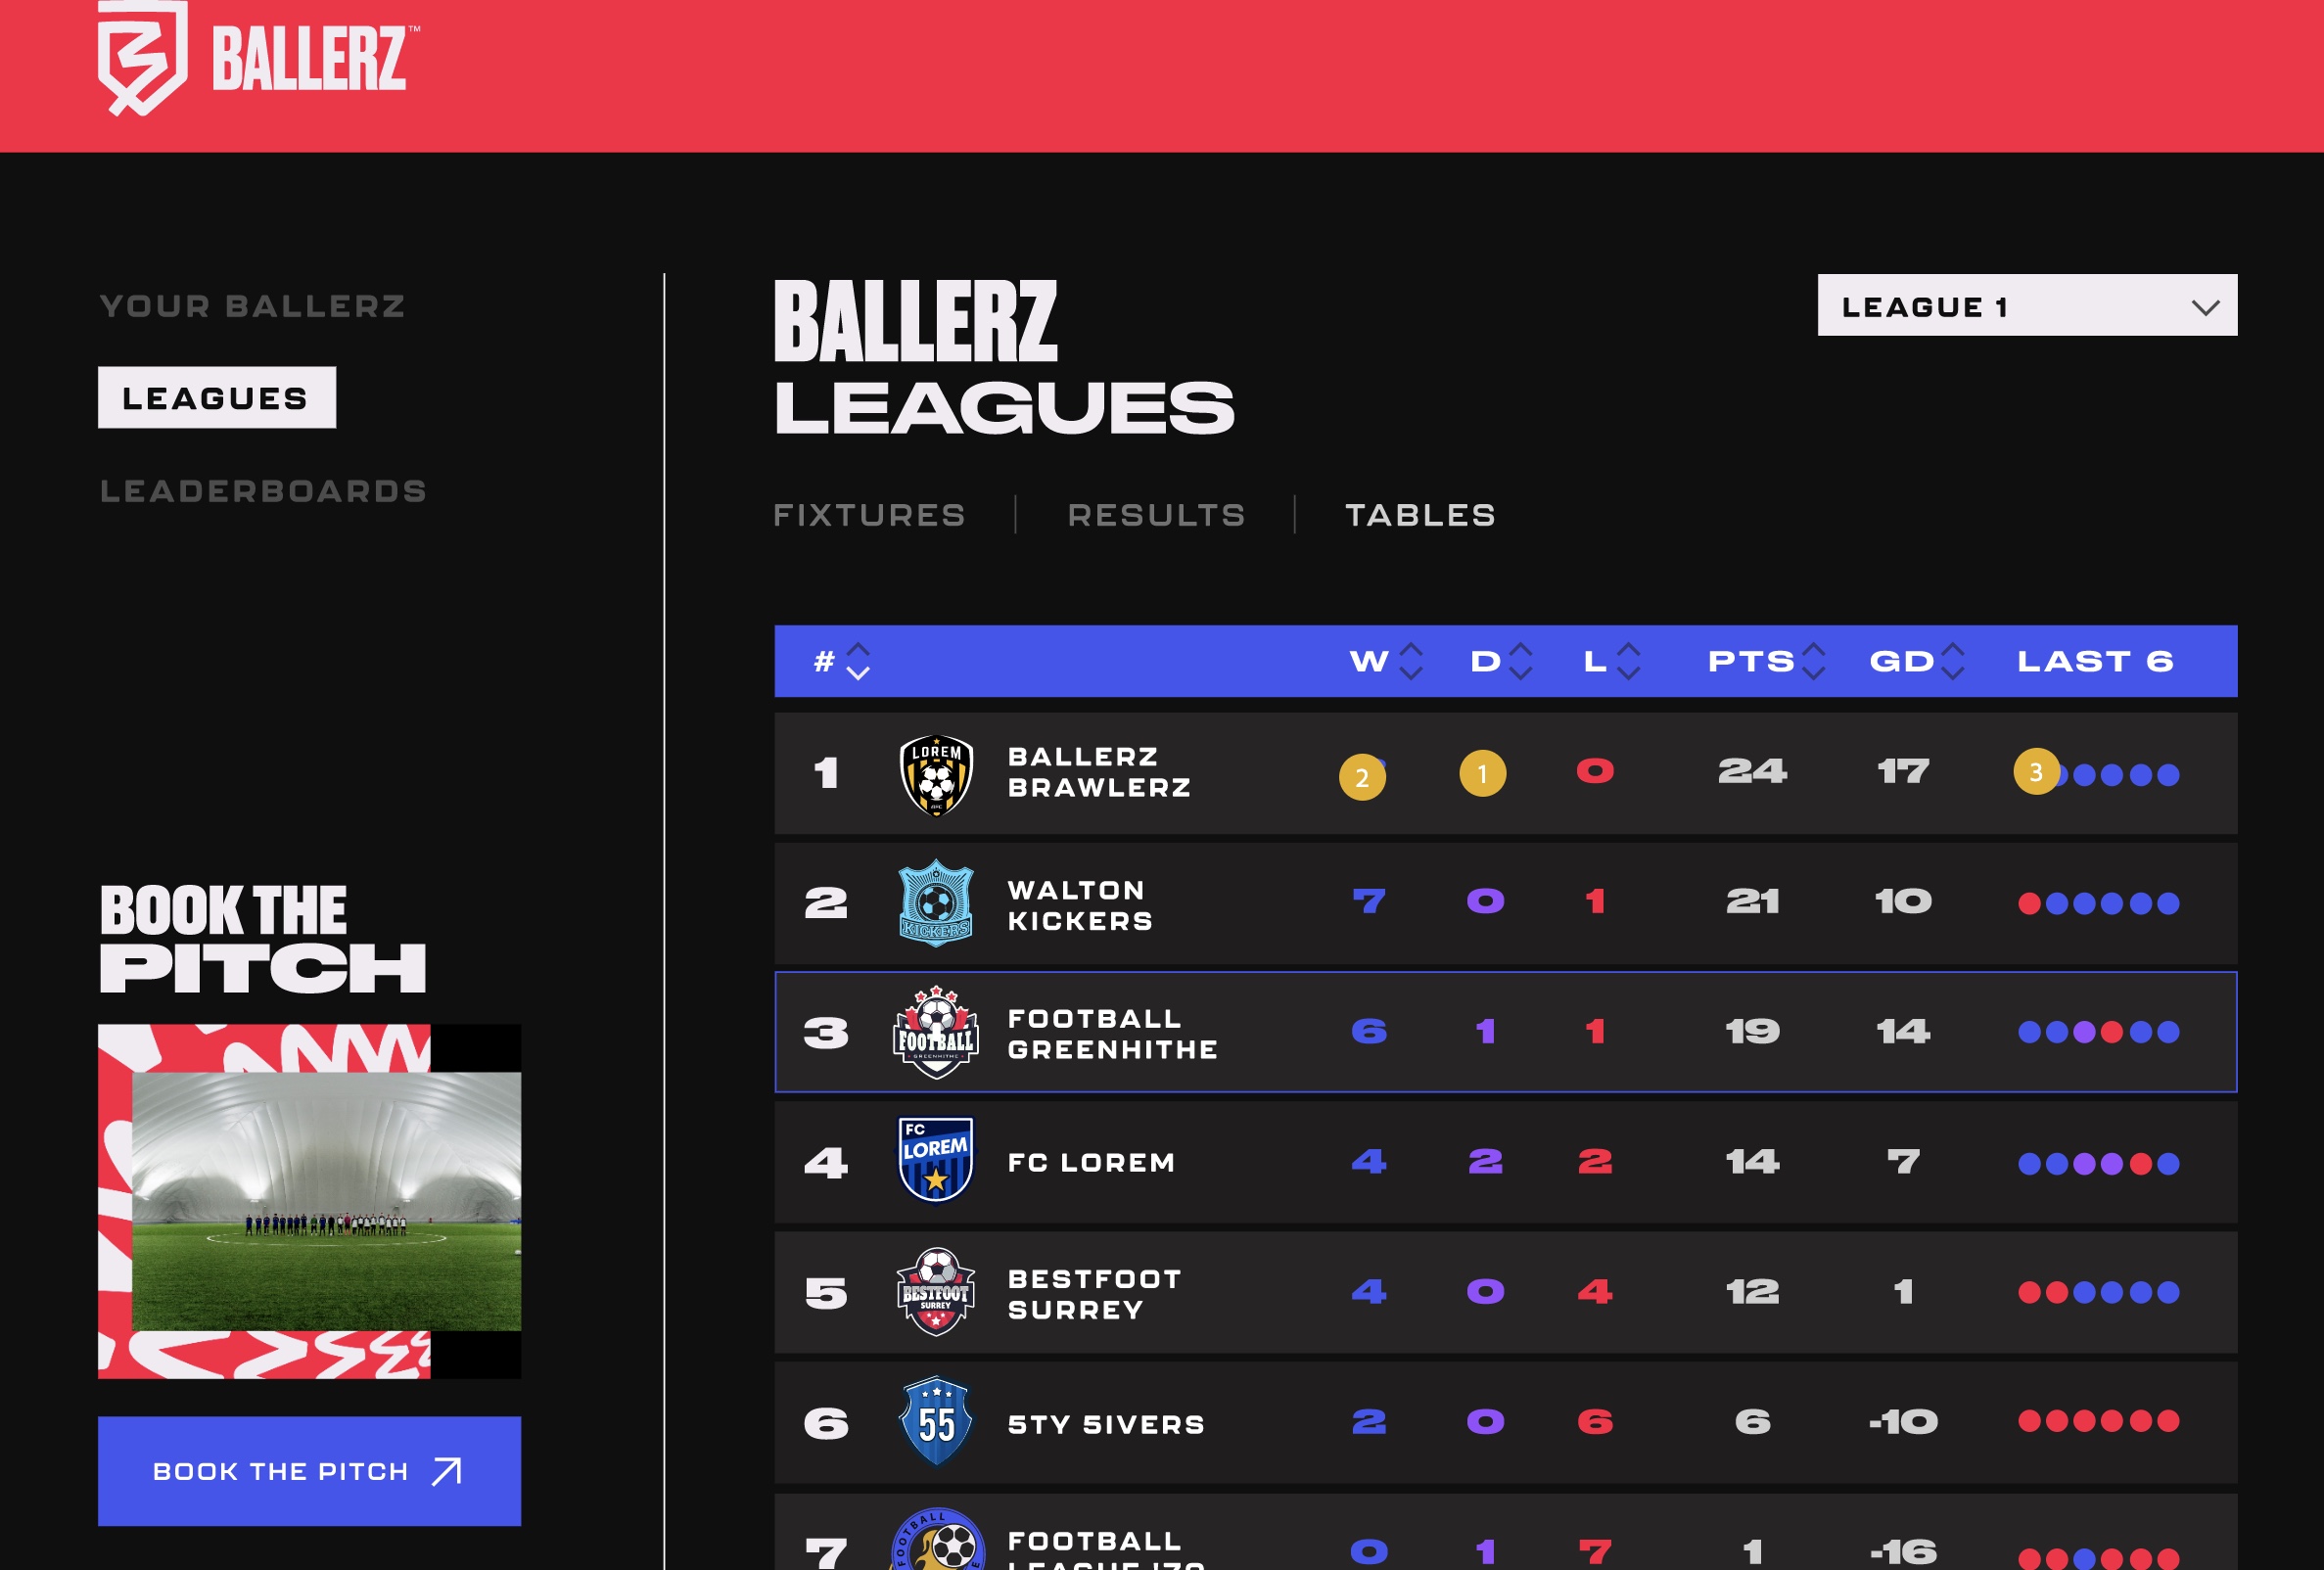 BALLERZ™
YOUR BALLERZ
LEAGUES
LEADERBOARDS
BOOK THE
PITCH
BOOK THE PITCH
BALLERZ
LEAGUES
LEAGUE 1
FIXTURES
RESULTS
TABLES
# W D L PTS GD LAST 6
1 LOREM BALLERZ BRAWLERZ 2 1 0 24 17 3
2 KICKERS WALTON KICKERS 7 0 1 21 10
3 FOOTBALL GREENHITHE FOOTBALL GREENHITHE 6 1 1 19 14
4 FC LOREM FC LOREM 4 2 2 14 7
5 BESTFOOT SURREY BESTFOOT SURREY 4 0 4 12 1
6 55 5TY 5IVERS 2 0 6 6 -10
7 FOOTBALL FOOTBALL LEAGUE '79 0 1 7 1 -16